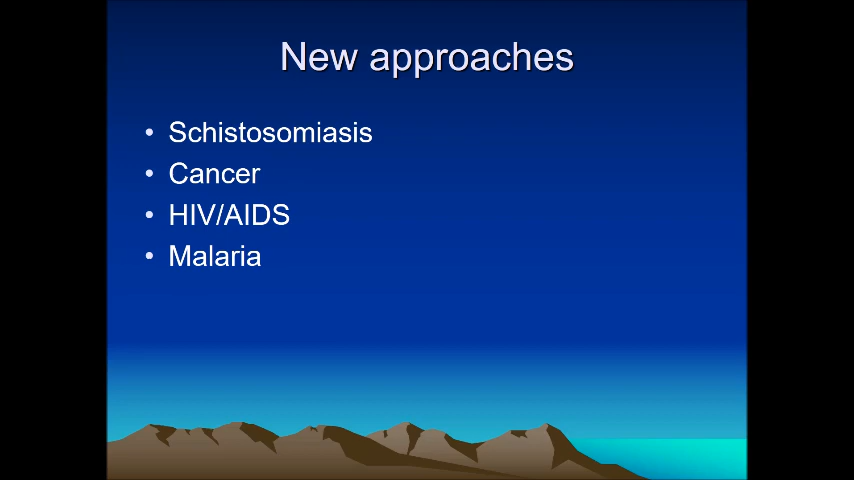 New approaches
• Schistosomiasis
• Cancer
• HIV/AIDS
• Malaria